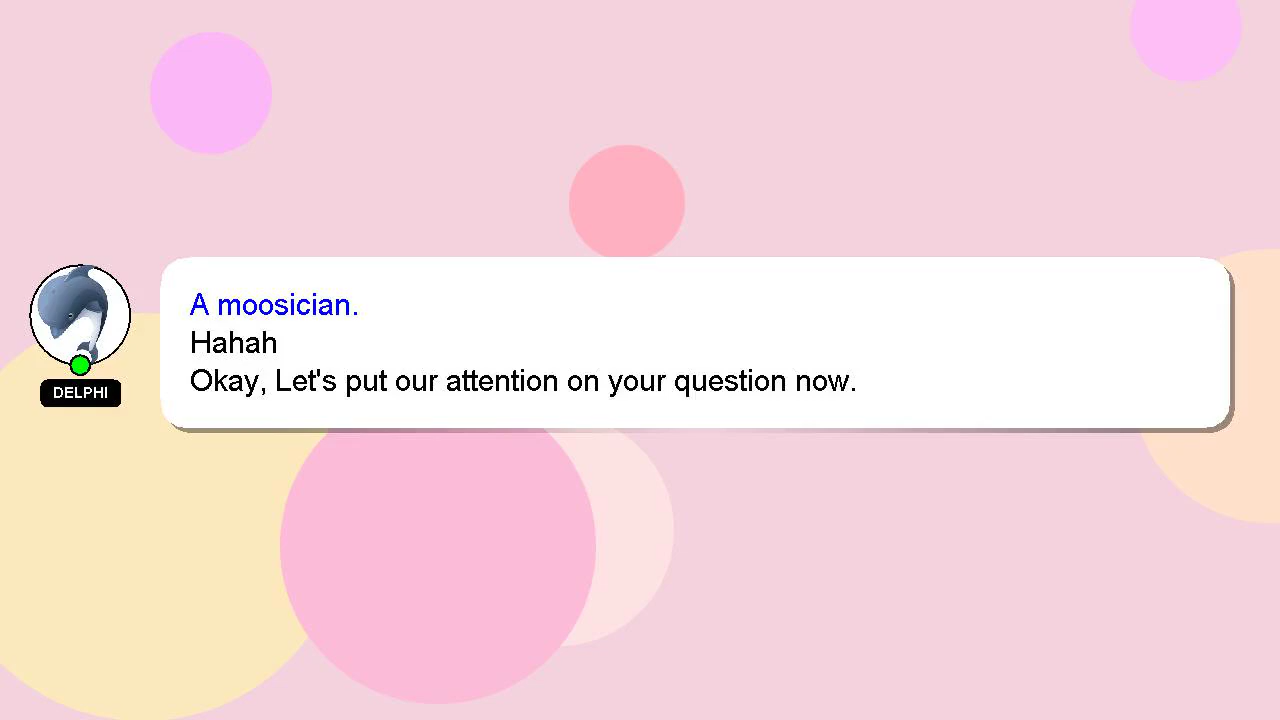 A moosician.
Hahah
Okay, Let's put our attention on your question now.
DELPHI